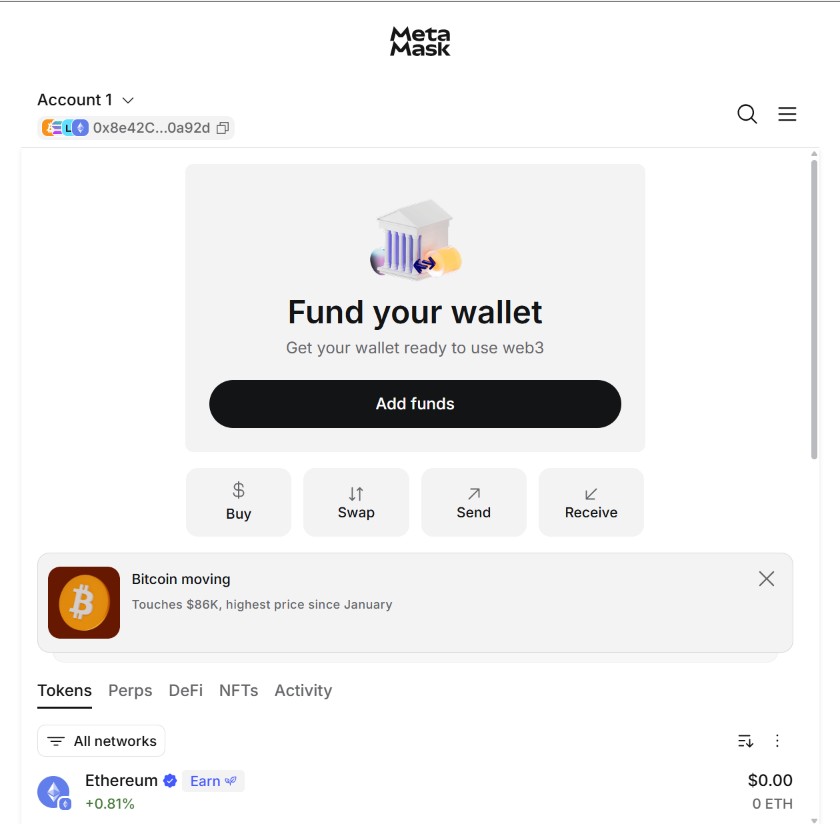 Meta
Mask
Account 1
0x8e42C...0a92d
Fund your wallet
Get your wallet ready to use web3
Add funds
Buy
Swap
Send
Receive
Bitcoin moving
Touches $86K, highest price since January
Tokens Perps DeFi NFTs Activity
All networks
Ethereum Earn $0.00
+0.81% 0 ETH